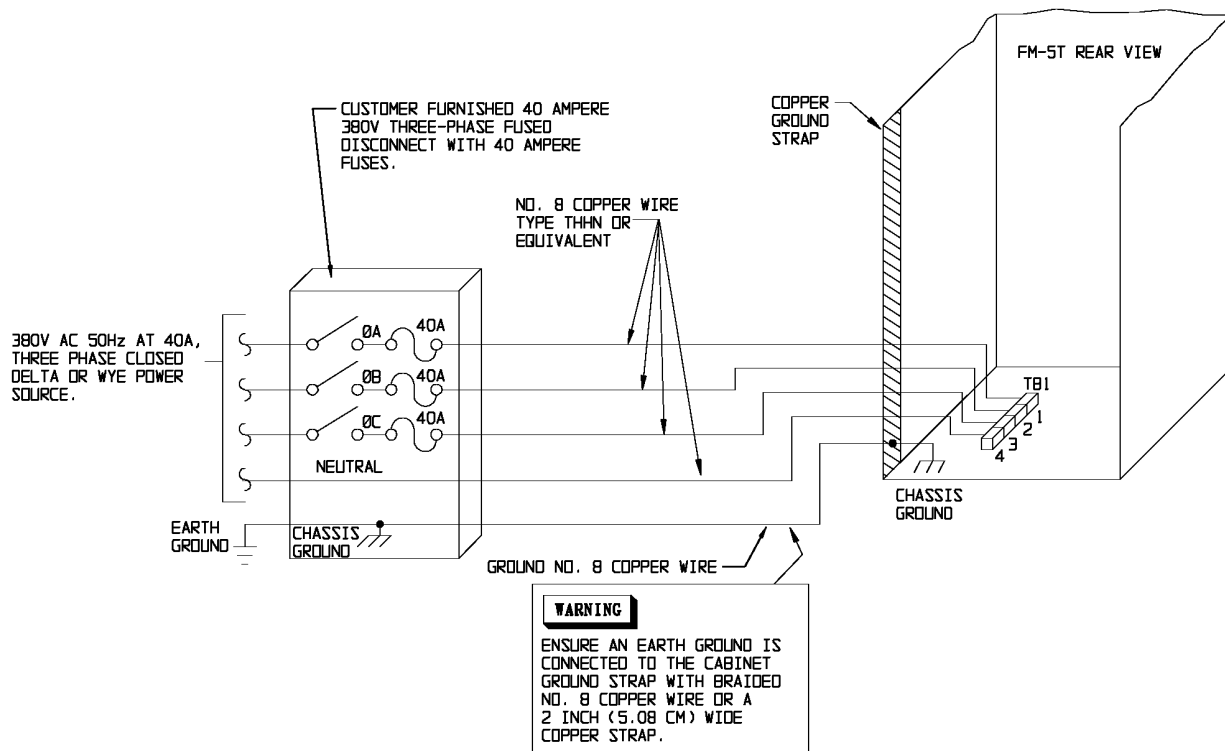 FM-5T REAR VIEW
COPPER
GROUND
STRAP
CUSTOMER FURNISHED 40 AMPERE
380V THREE-PHASE FUSED
DISCONNECT WITH 40 AMPERE
FUSES.
NO. 8 COPPER WIRE
TYPE THHN OR
EQUIVALENT
380V AC 50Hz AT 40A,
THREE PHASE CLOSED
DELTA OR WYE POWER
SOURCE.
ØA 40A
ØB 40A
ØC 40A
NEUTRAL
TB1
1
2
3
4
CHASSIS
GROUND
EARTH
GROUND
CHASSIS
GROUND
GROUND NO. 8 COPPER WIRE
WARNING
ENSURE AN EARTH GROUND IS
CONNECTED TO THE CABINET
GROUND STRAP WITH BRAIDED
NO. 8 COPPER WIRE OR A
2 INCH (5.08 CM) WIDE
COPPER STRAP.